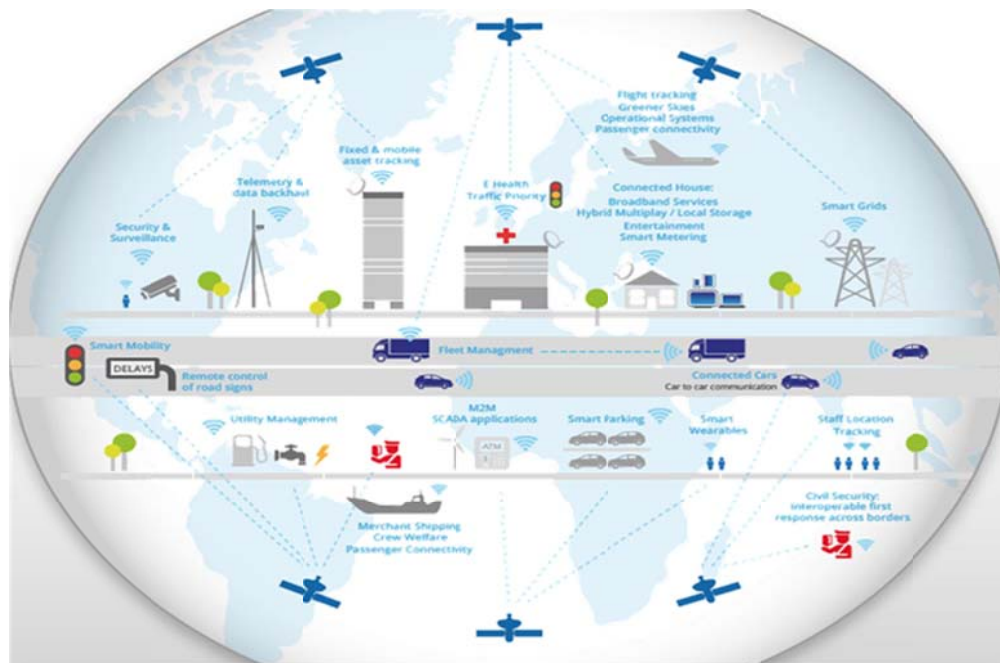 Flight tracking
Greener Skies
Operational Systems
Passenger connectivity
Fixed & mobile
asset tracking
Telemetry &
data backhaul
E Health
Traffic Priority
Connected House:
Broadband Services
Hybrid Multiplay / Local Storage
Entertainment
Smart Metering
Smart Grids
Security &
Surveillance
Smart Mobility
DELAYS
Remote control
of road signs
Fleet Managment
Connected Cars
Car to car communication
Utility Management
M2M
SCADA applications
ATM
Smart Parking
Smart
Wearables
Staff Location
Tracking
Merchant Shipping
Crew Welfare
Passenger Connectivity
Civil Security:
interoperable first
response across borders